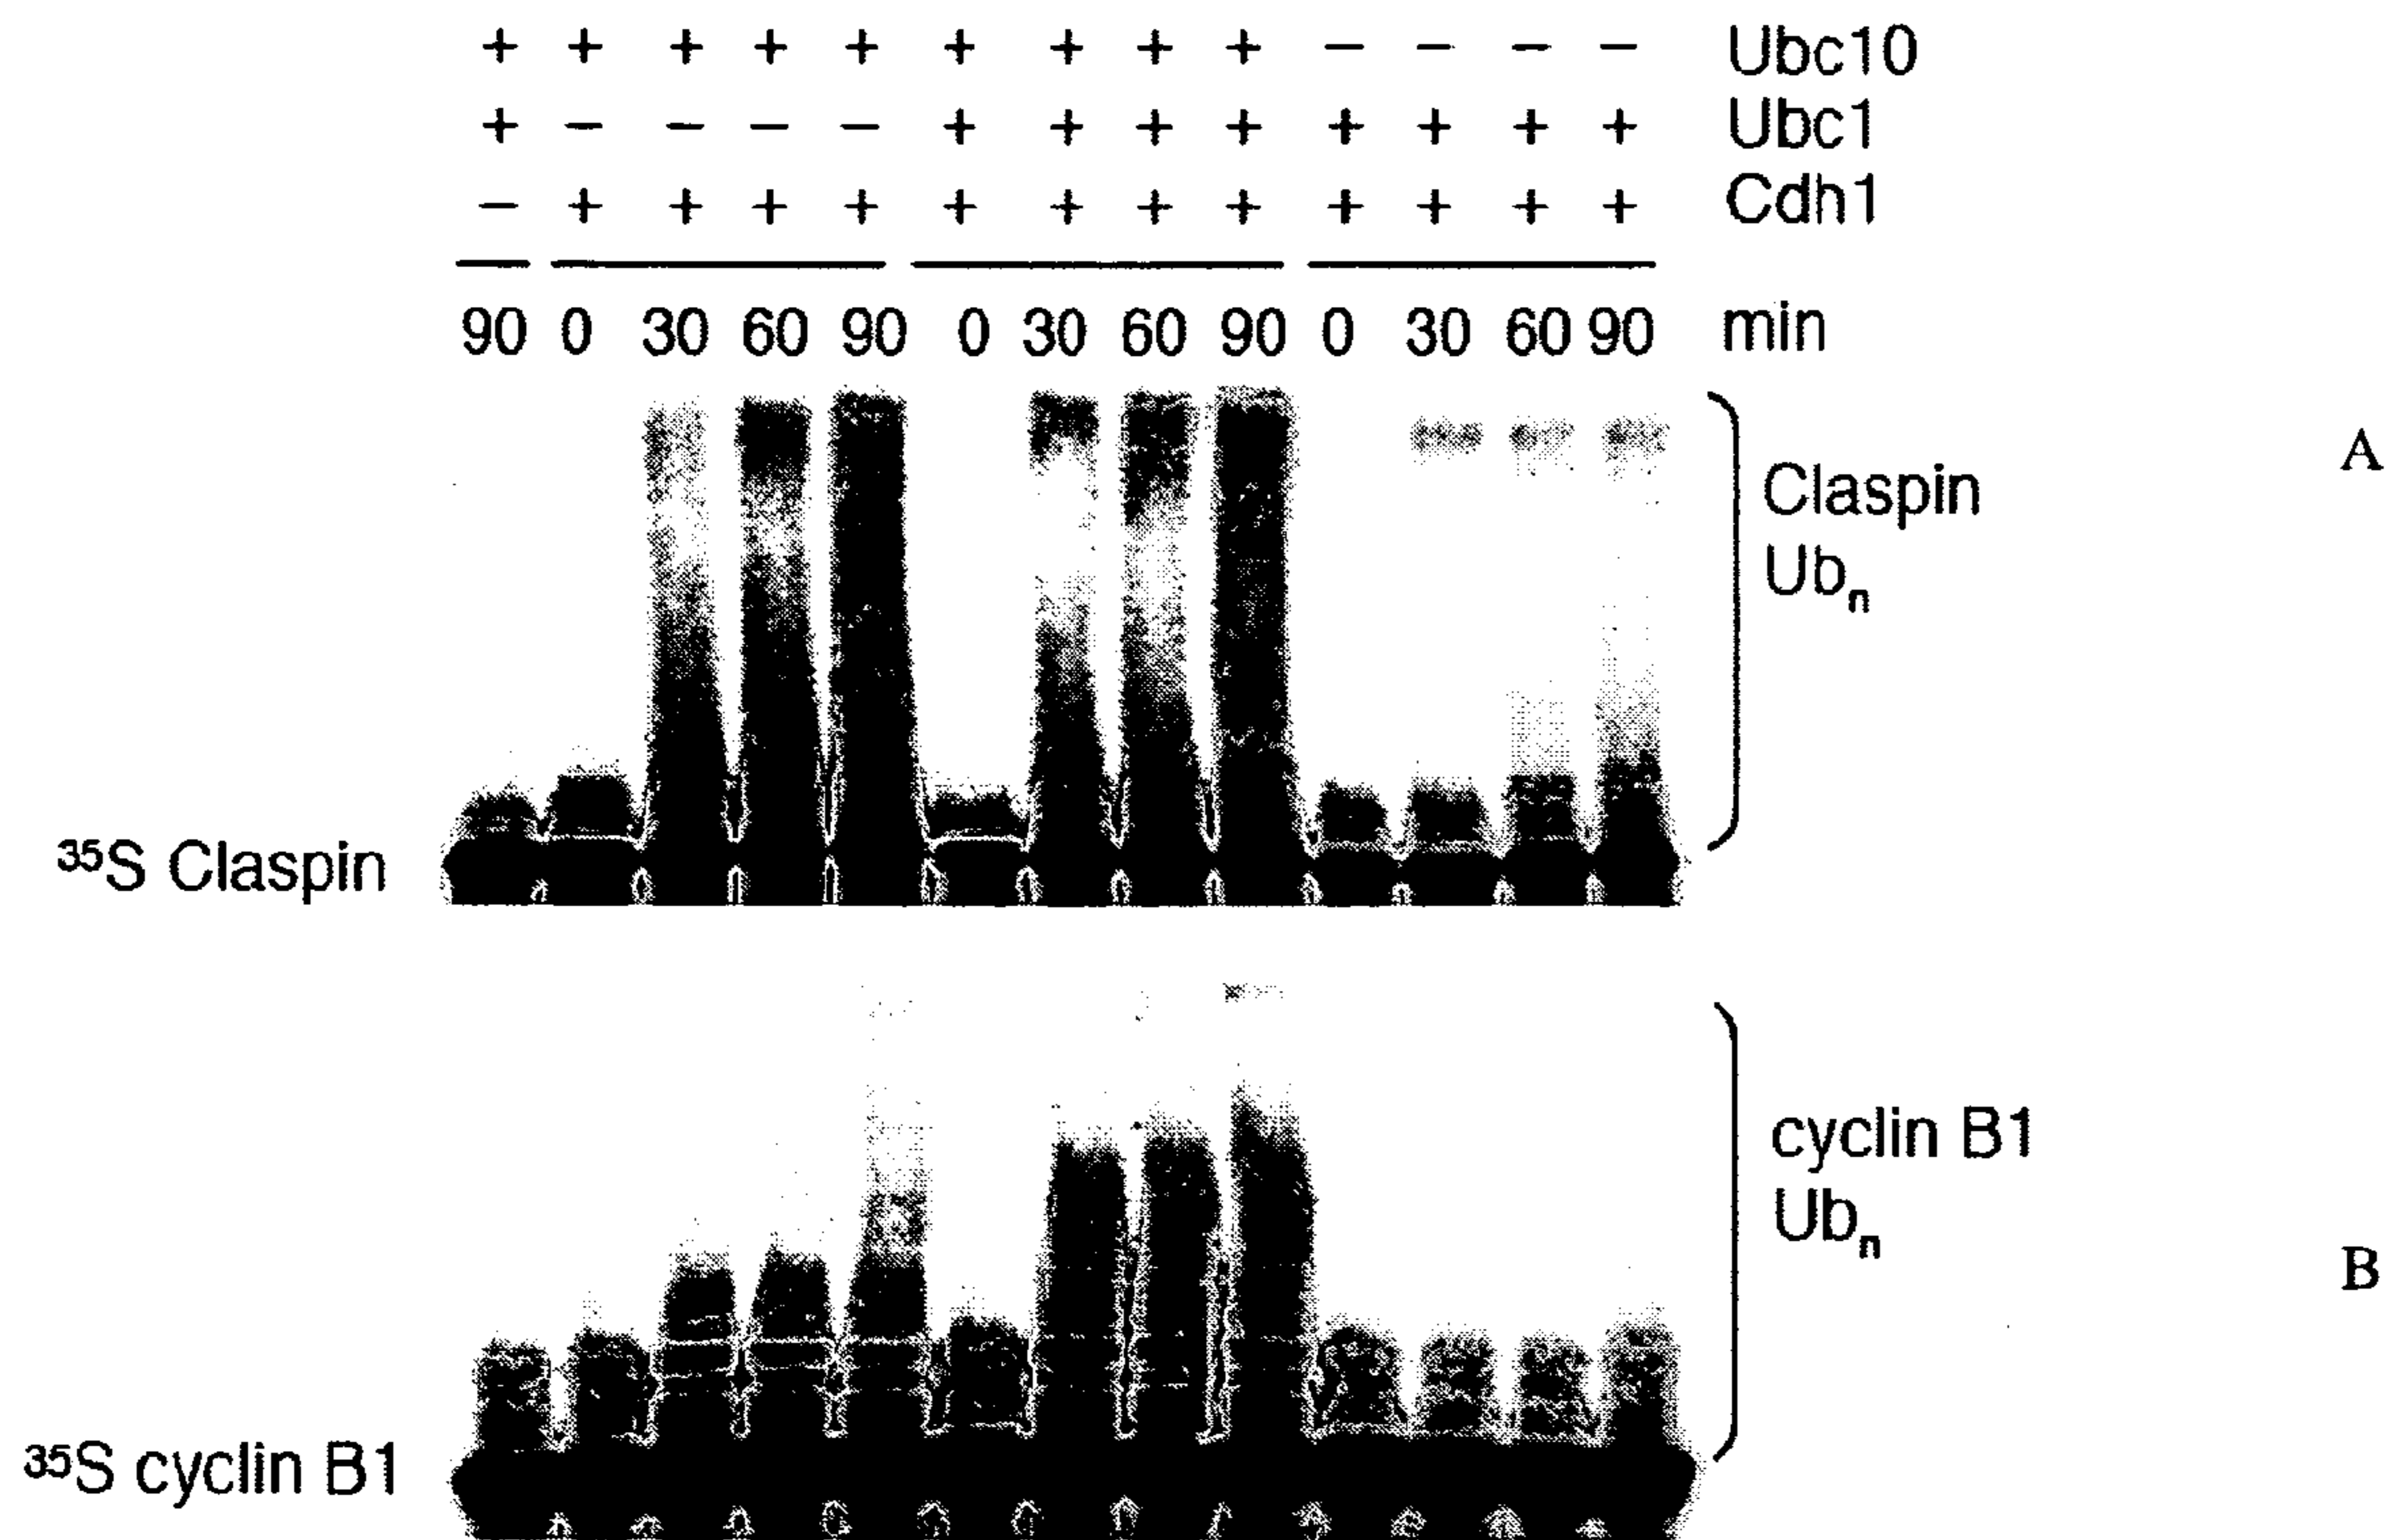 + + + + + + + + + − − − − Ubc10
+ − − − − + + + + + + + + Ubc1
− + + + + + + + + + + + + Cdh1
90 0 30 60 90 0 30 60 90 0 30 60 90 min
A
Claspin
Ubₙ
³⁵S Claspin
cyclin B1
Ubₙ
B
³⁵S cyclin B1